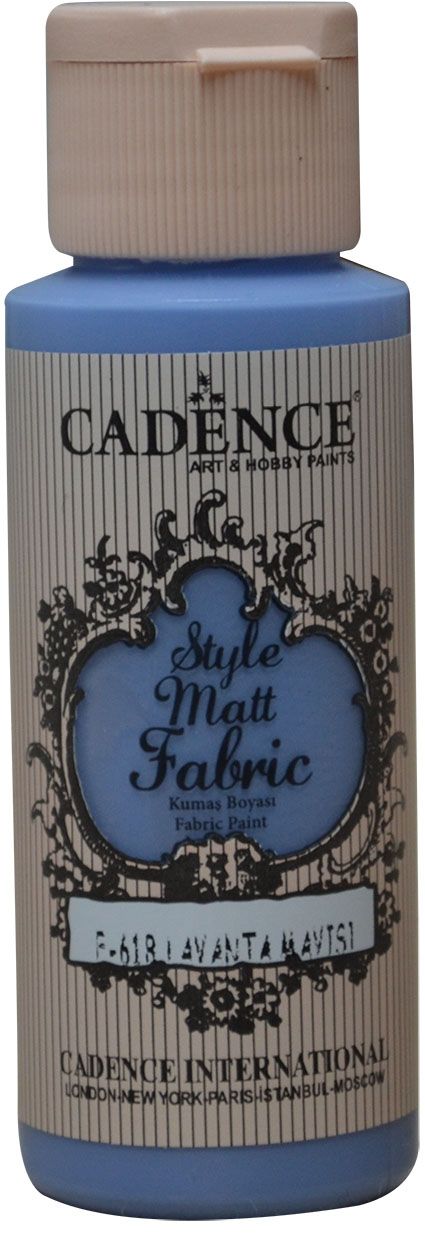 CADENCE®
ART & HOBBY PAINTS
Style
Matt
Fabric
Kumaş Boyası
Fabric Paint
F-618 LAVANTA MAVİSİ
CADENCE INTERNATIONAL
LONDON-NEW YORK-PARIS-İSTANBUL-MOSCOW